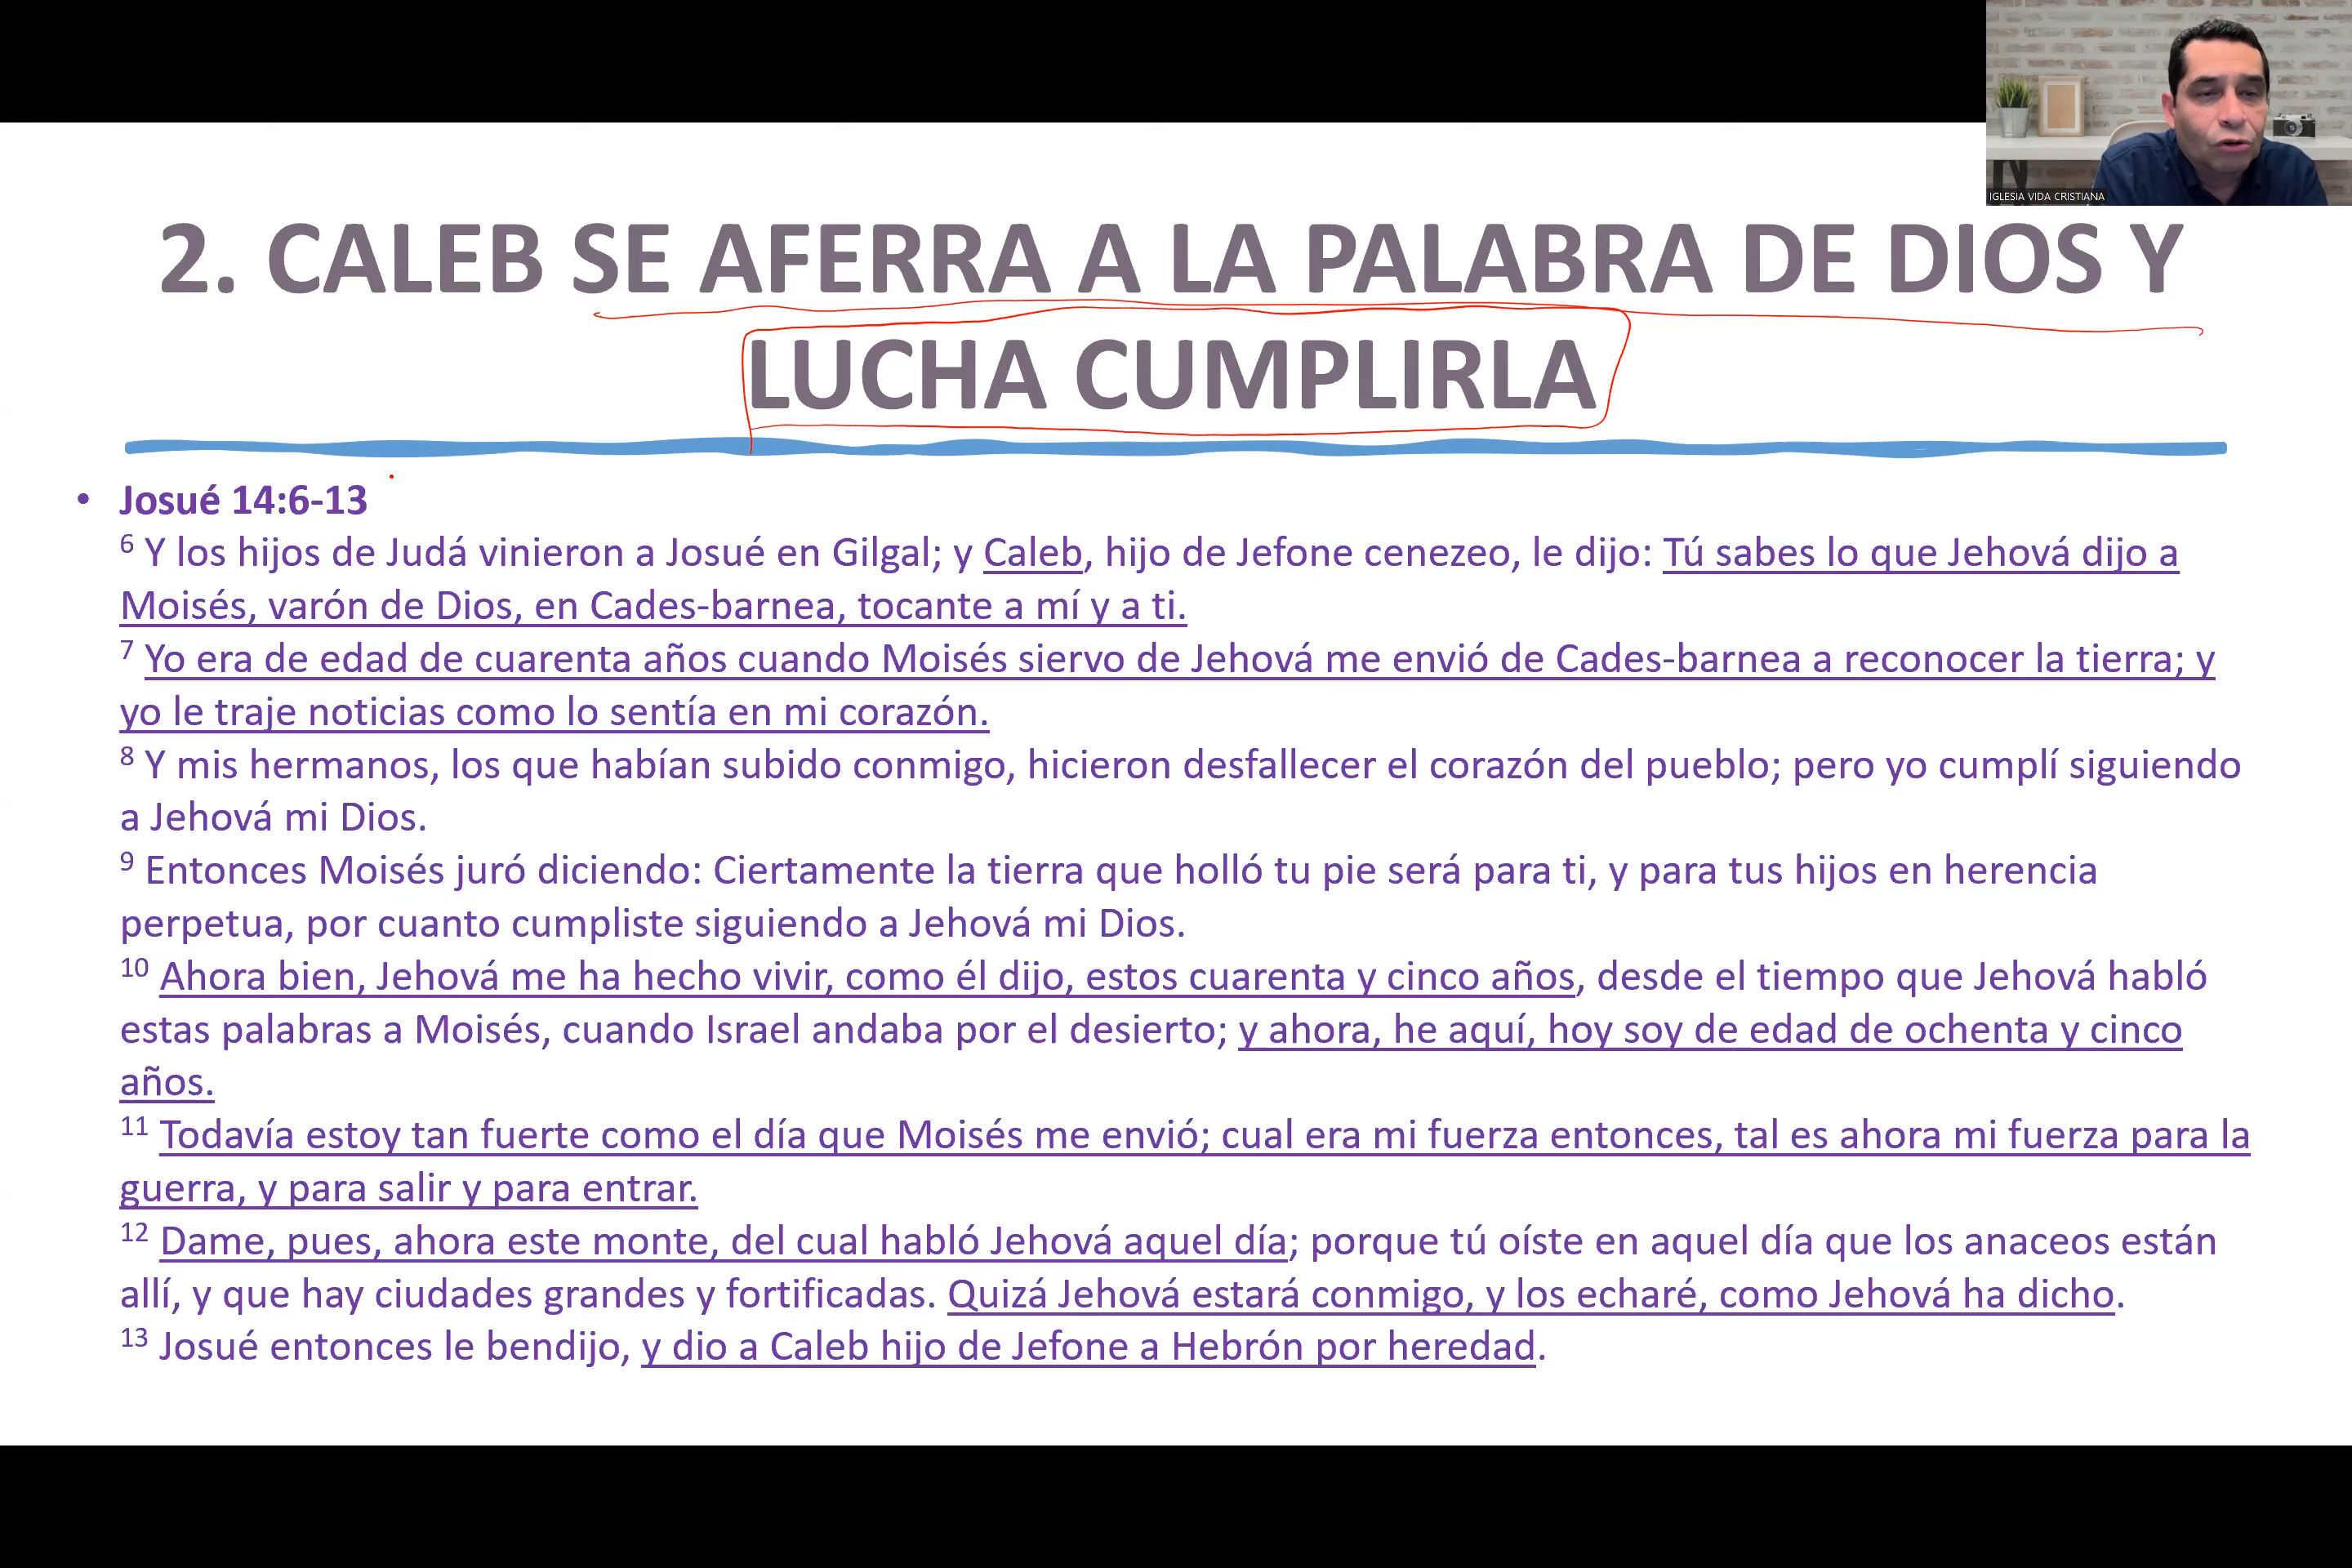 IGLESIA VIDA CRISTIANA
2. CALEB SE AFERRA A LA PALABRA DE DIOS Y
LUCHA CUMPLIRLA
• Josué 14:6-13
6 Y los hijos de Judá vinieron a Josué en Gilgal; y Caleb, hijo de Jefone cenezeo, le dijo: Tú sabes lo que Jehová dijo a
Moisés, varón de Dios, en Cades-barnea, tocante a mí y a ti.
7 Yo era de edad de cuarenta años cuando Moisés siervo de Jehová me envió de Cades-barnea a reconocer la tierra; y
yo le traje noticias como lo sentía en mi corazón.
8 Y mis hermanos, los que habían subido conmigo, hicieron desfallecer el corazón del pueblo; pero yo cumplí siguiendo
a Jehová mi Dios.
9 Entonces Moisés juró diciendo: Ciertamente la tierra que holló tu pie será para ti, y para tus hijos en herencia
perpetua, por cuanto cumpliste siguiendo a Jehová mi Dios.
10 Ahora bien, Jehová me ha hecho vivir, como él dijo, estos cuarenta y cinco años, desde el tiempo que Jehová habló
estas palabras a Moisés, cuando Israel andaba por el desierto; y ahora, he aquí, hoy soy de edad de ochenta y cinco
años.
11 Todavía estoy tan fuerte como el día que Moisés me envió; cual era mi fuerza entonces, tal es ahora mi fuerza para la
guerra, y para salir y para entrar.
12 Dame, pues, ahora este monte, del cual habló Jehová aquel día; porque tú oíste en aquel día que los anaceos están
allí, y que hay ciudades grandes y fortificadas. Quizá Jehová estará conmigo, y los echaré, como Jehová ha dicho.
13 Josué entonces le bendijo, y dio a Caleb hijo de Jefone a Hebrón por heredad.